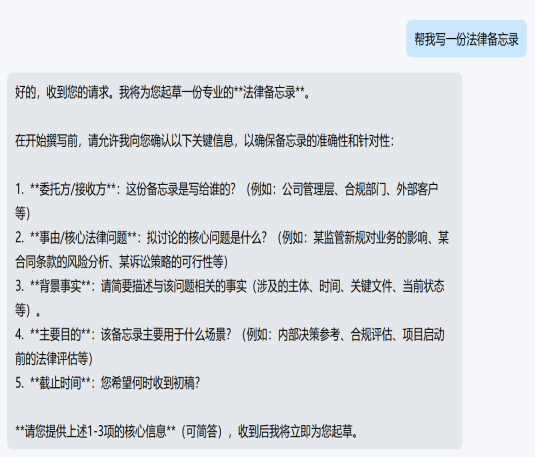 帮我写一份法律备忘录
好的，收到您的请求。我将为您起草一份专业的**法律备忘录**。
在开始撰写前，请允许我向您确认以下关键信息，以确保备忘录的准确性和针对性：
1. **委托方/接收方**：这份备忘录是写给谁的？（例如：公司管理层、合规部门、外部客户
等）
2. **事由/核心法律问题**：拟讨论的核心问题是什么？（例如：某监管新规对业务的影响、某
合同条款的风险分析、某诉讼策略的可行性等）
3. **背景事实**：请简要描述与该问题相关的事实（涉及的主体、时间、关键文件、当前状态
等）。
4. **主要目的**：该备忘录主要用于什么场景？（例如：内部决策参考、合规评估、项目启动
前的法律评估等）
5. **截止时间**：您希望何时收到初稿？
**请您提供上述1-3项的核心信息**（可简答），收到后我将立即为您起草。